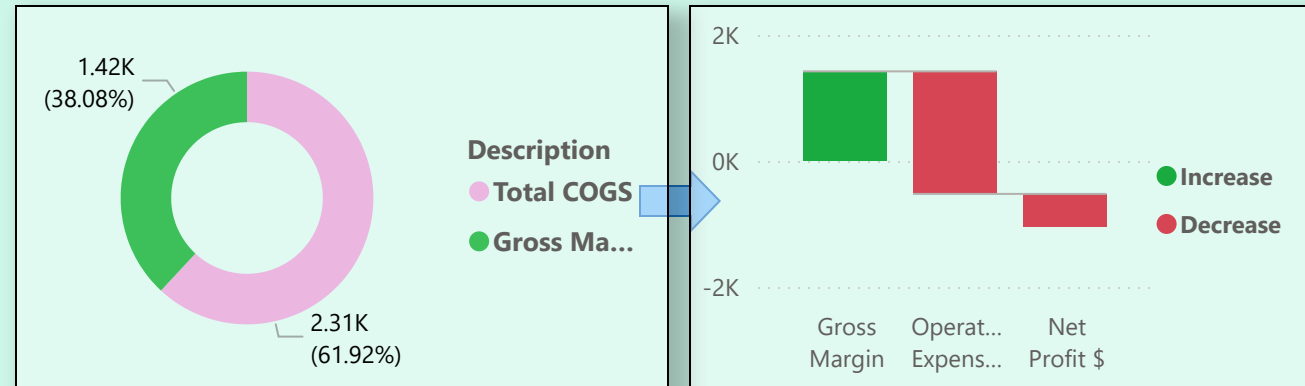 1.42K
(38.08%)
2.31K
(61.92%)
Description
Total COGS
Gross Ma...
2K
0K
-2K
Gross
Margin
Operat...
Expens...
Net
Profit $
Increase
Decrease